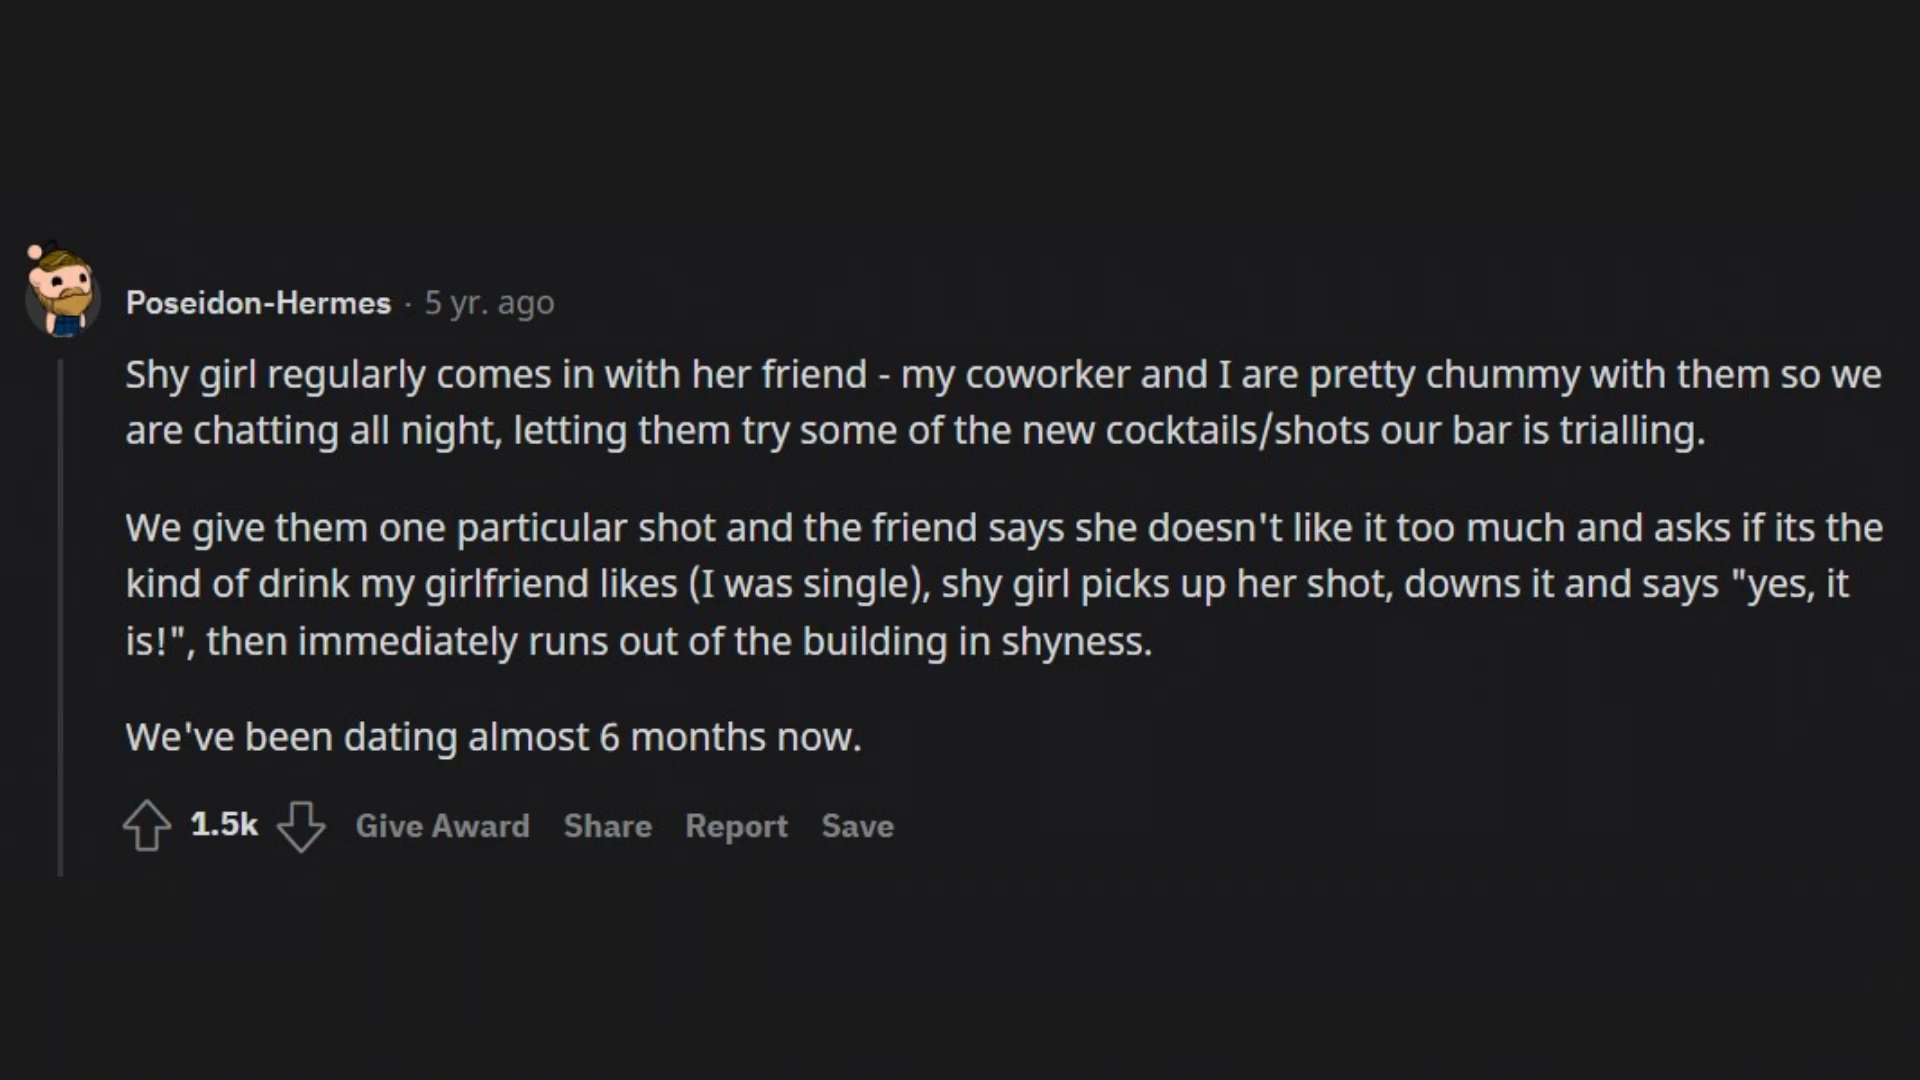 Poseidon-Hermes · 5 yr. ago
Shy girl regularly comes in with her friend - my coworker and I are pretty chummy with them so we
are chatting all night, letting them try some of the new cocktails/shots our bar is trialling.
We give them one particular shot and the friend says she doesn't like it too much and asks if its the
kind of drink my girlfriend likes (I was single), shy girl picks up her shot, downs it and says "yes, it
is!", then immediately runs out of the building in shyness.
We've been dating almost 6 months now.
1.5k Give Award Share Report Save